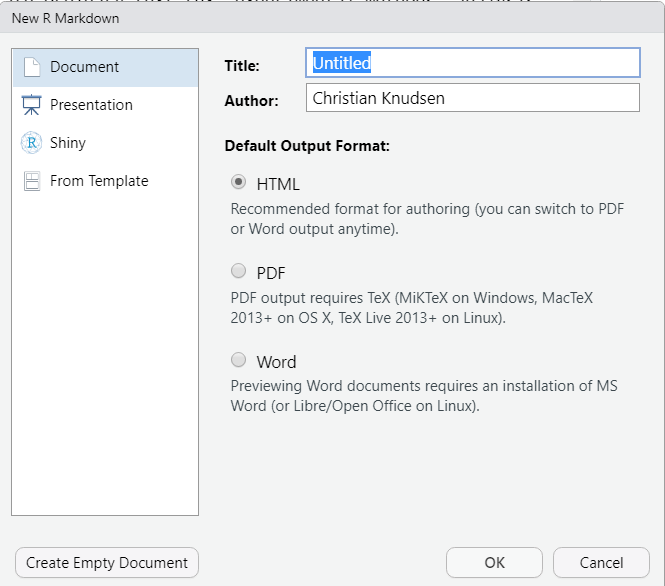 New R Markdown
Document
Presentation
Shiny
From Template
Title:
Untitled
Author:
Christian Knudsen
Default Output Format:
HTML
Recommended format for authoring (you can switch to PDF
or Word output anytime).
PDF
PDF output requires TeX (MiKTeX on Windows, MacTeX
2013+ on OS X, TeX Live 2013+ on Linux).
Word
Previewing Word documents requires an installation of MS
Word (or Libre/Open Office on Linux).
Create Empty Document
OK
Cancel